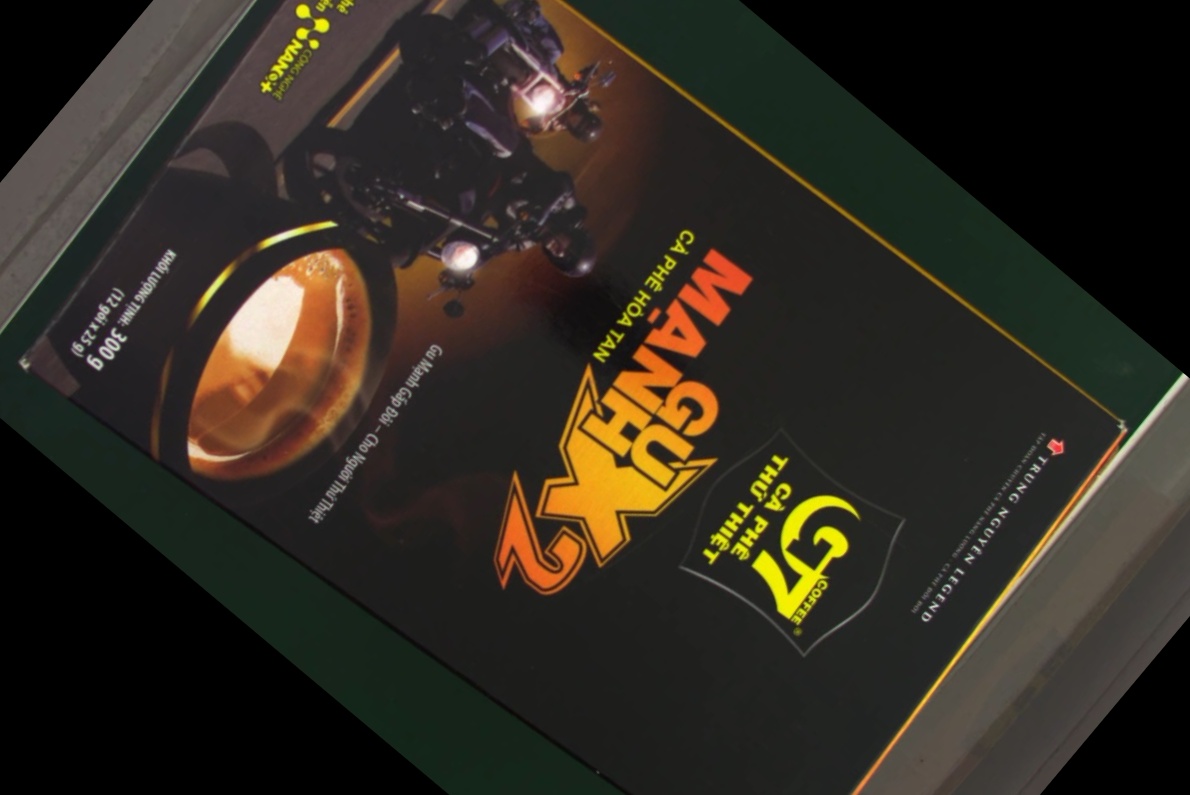 TRUNG NGUYÊN LEGEND
G7
COFFEE
®
CÀ PHÊ
THỨ THIỆT
GU
MẠNH
X2
CÀ PHÊ HÒA TAN
Gu Mạnh Gấp Đôi – Cho Người Thứ Thiệt
CÔNG NGHỆ
NANO+
KHỐI LƯỢNG TỊNH: 300 g
(12 gói x 25 g)